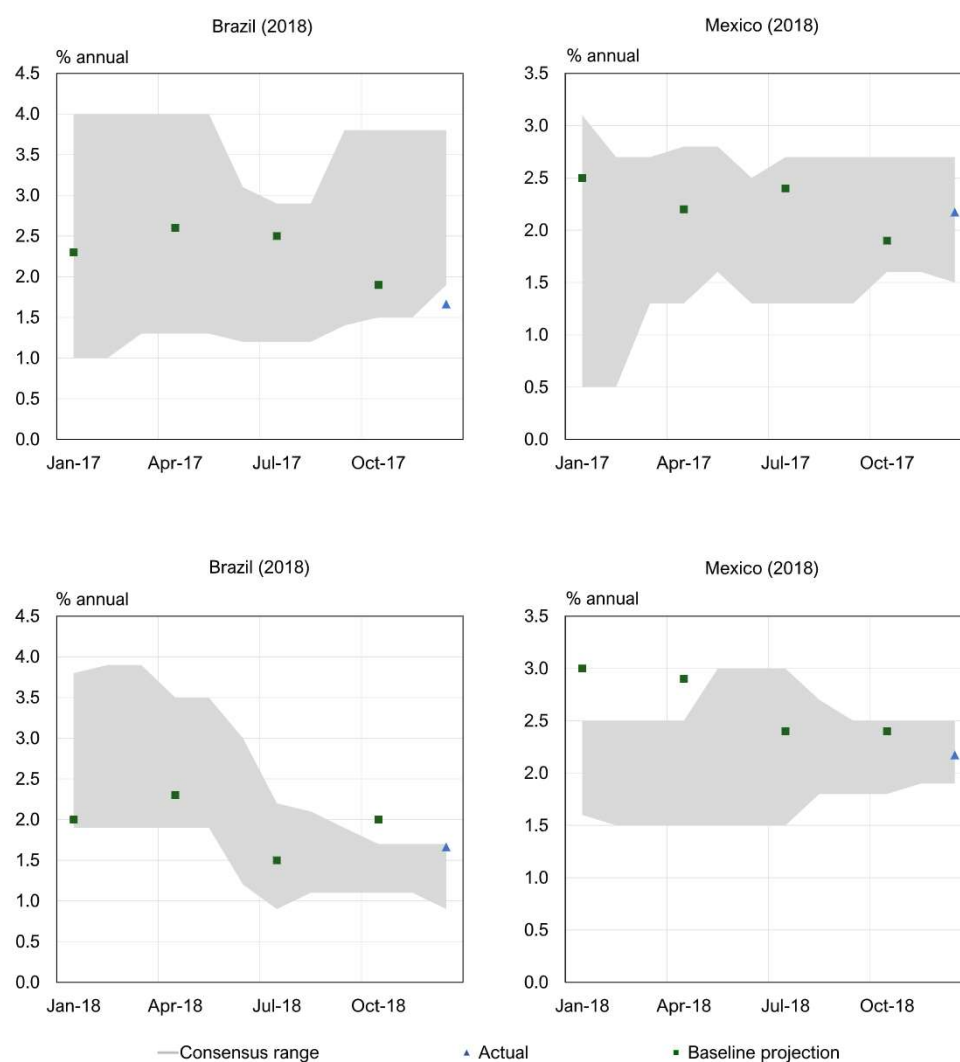 Brazil (2018)
% annual
4.5
4.0
3.5
3.0
2.5
2.0
1.5
1.0
0.5
0.0
Jan-17 Apr-17 Jul-17 Oct-17
Mexico (2018)
% annual
3.5
3.0
2.5
2.0
1.5
1.0
0.5
0.0
Jan-17 Apr-17 Jul-17 Oct-17
Brazil (2018)
% annual
4.5
4.0
3.5
3.0
2.5
2.0
1.5
1.0
0.5
0.0
Jan-18 Apr-18 Jul-18 Oct-18
Mexico (2018)
% annual
3.5
3.0
2.5
2.0
1.5
1.0
0.5
0.0
Jan-18 Apr-18 Jul-18 Oct-18
Consensus range Actual Baseline projection